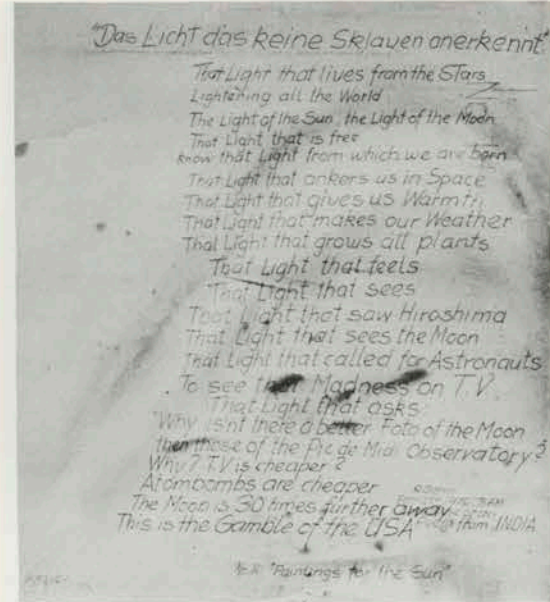 "Das Licht das keine Sklaven anerkennt"
That Light that lives from the STars
Lightening all the World
The Light of the Sun, the Light of the Moon
That Light that is free
know that Light from which we are born
That Light that ankers us in Space
That Light that gives us Warmth
That Light that makes our Weather
That Light that grows all plants
That Light that feels
That Light that sees
That Light that saw Hiroshima
That Light that sees the Moon
That Light that called for Astronauts
To see that Madness on T.V.
That Light that asks:
"Why isn't there a better Foto of the Moon
then those of the Pic ge Midi Observatory?
Why? T.V. is cheaper?
Atombombs are cheaper
The Moon is 30 times further away
This is the Gamble of the USA
from INDIA
"Paintings for the Sun"